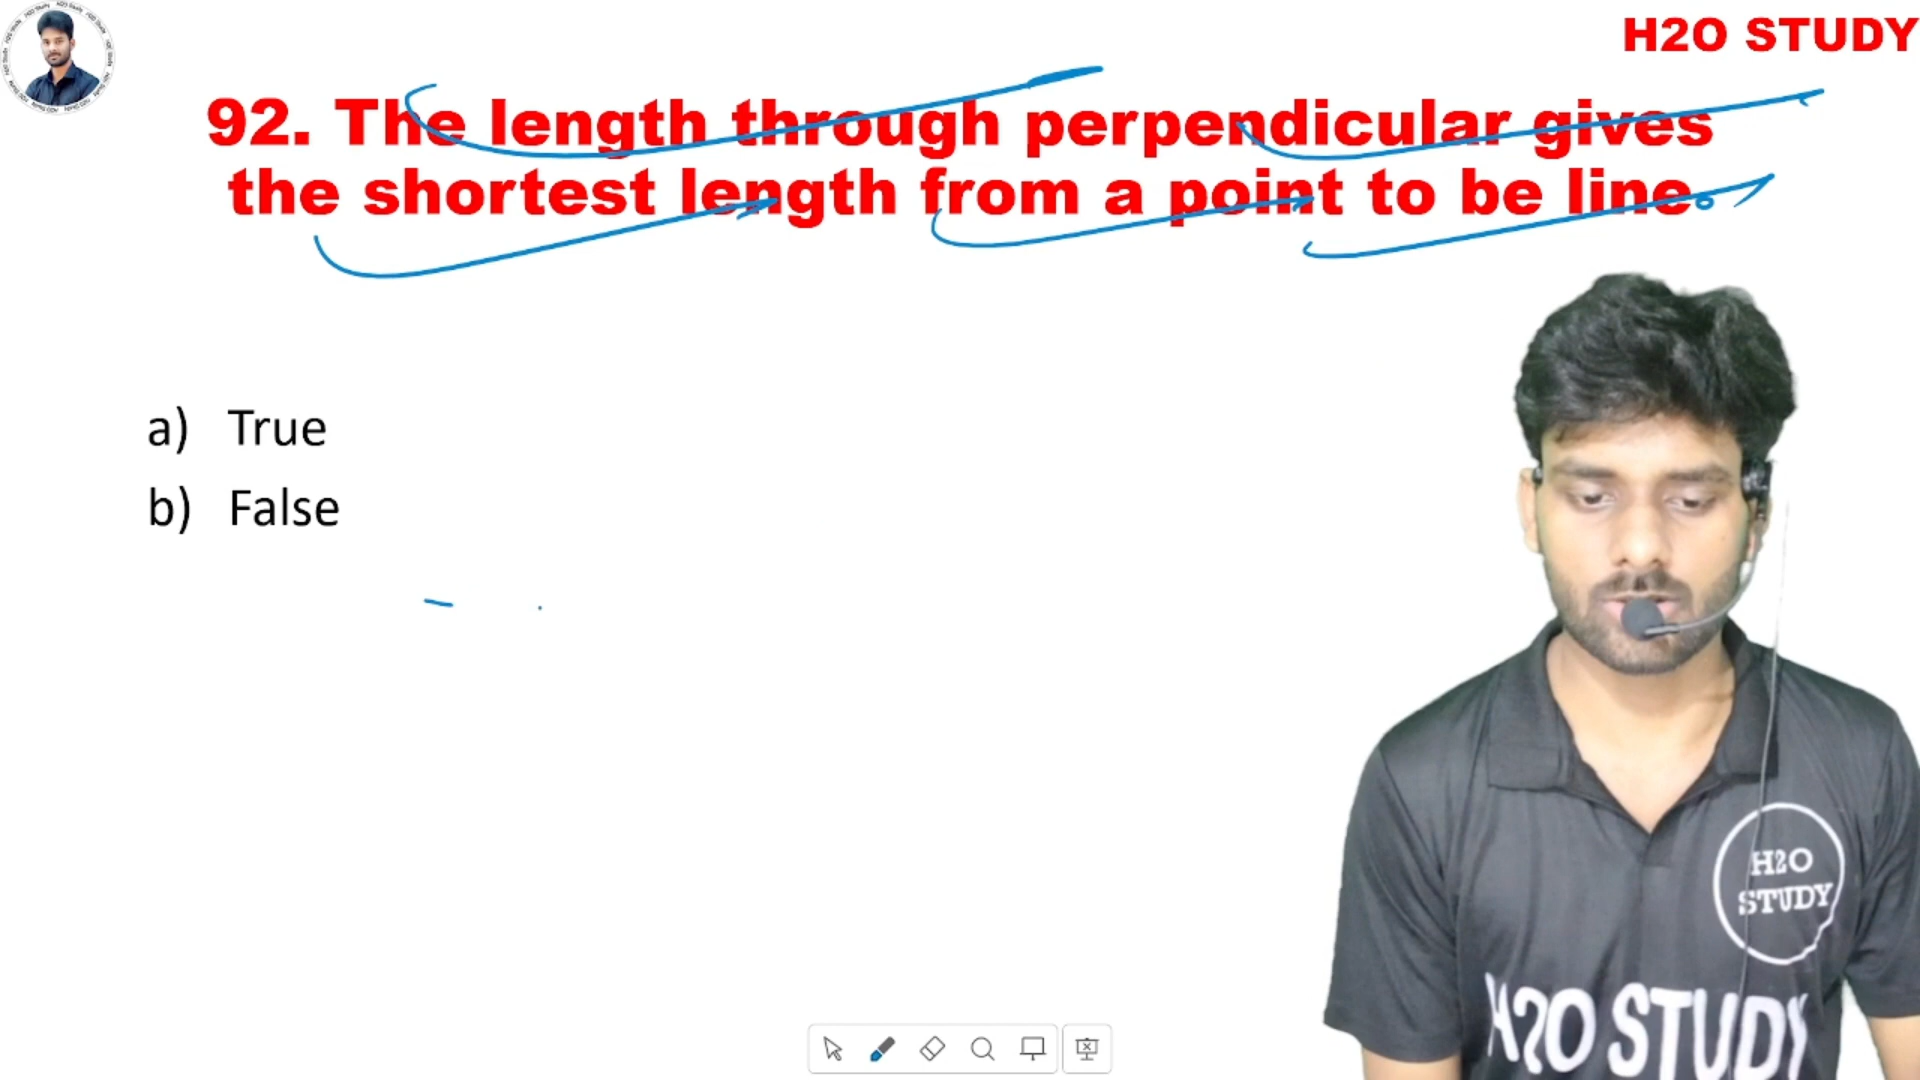 H2O STUDY
92. The length through perpendicular gives
the shortest length from a point to be line.
a) True
b) False
H2O
STUDY
H2O STUDY